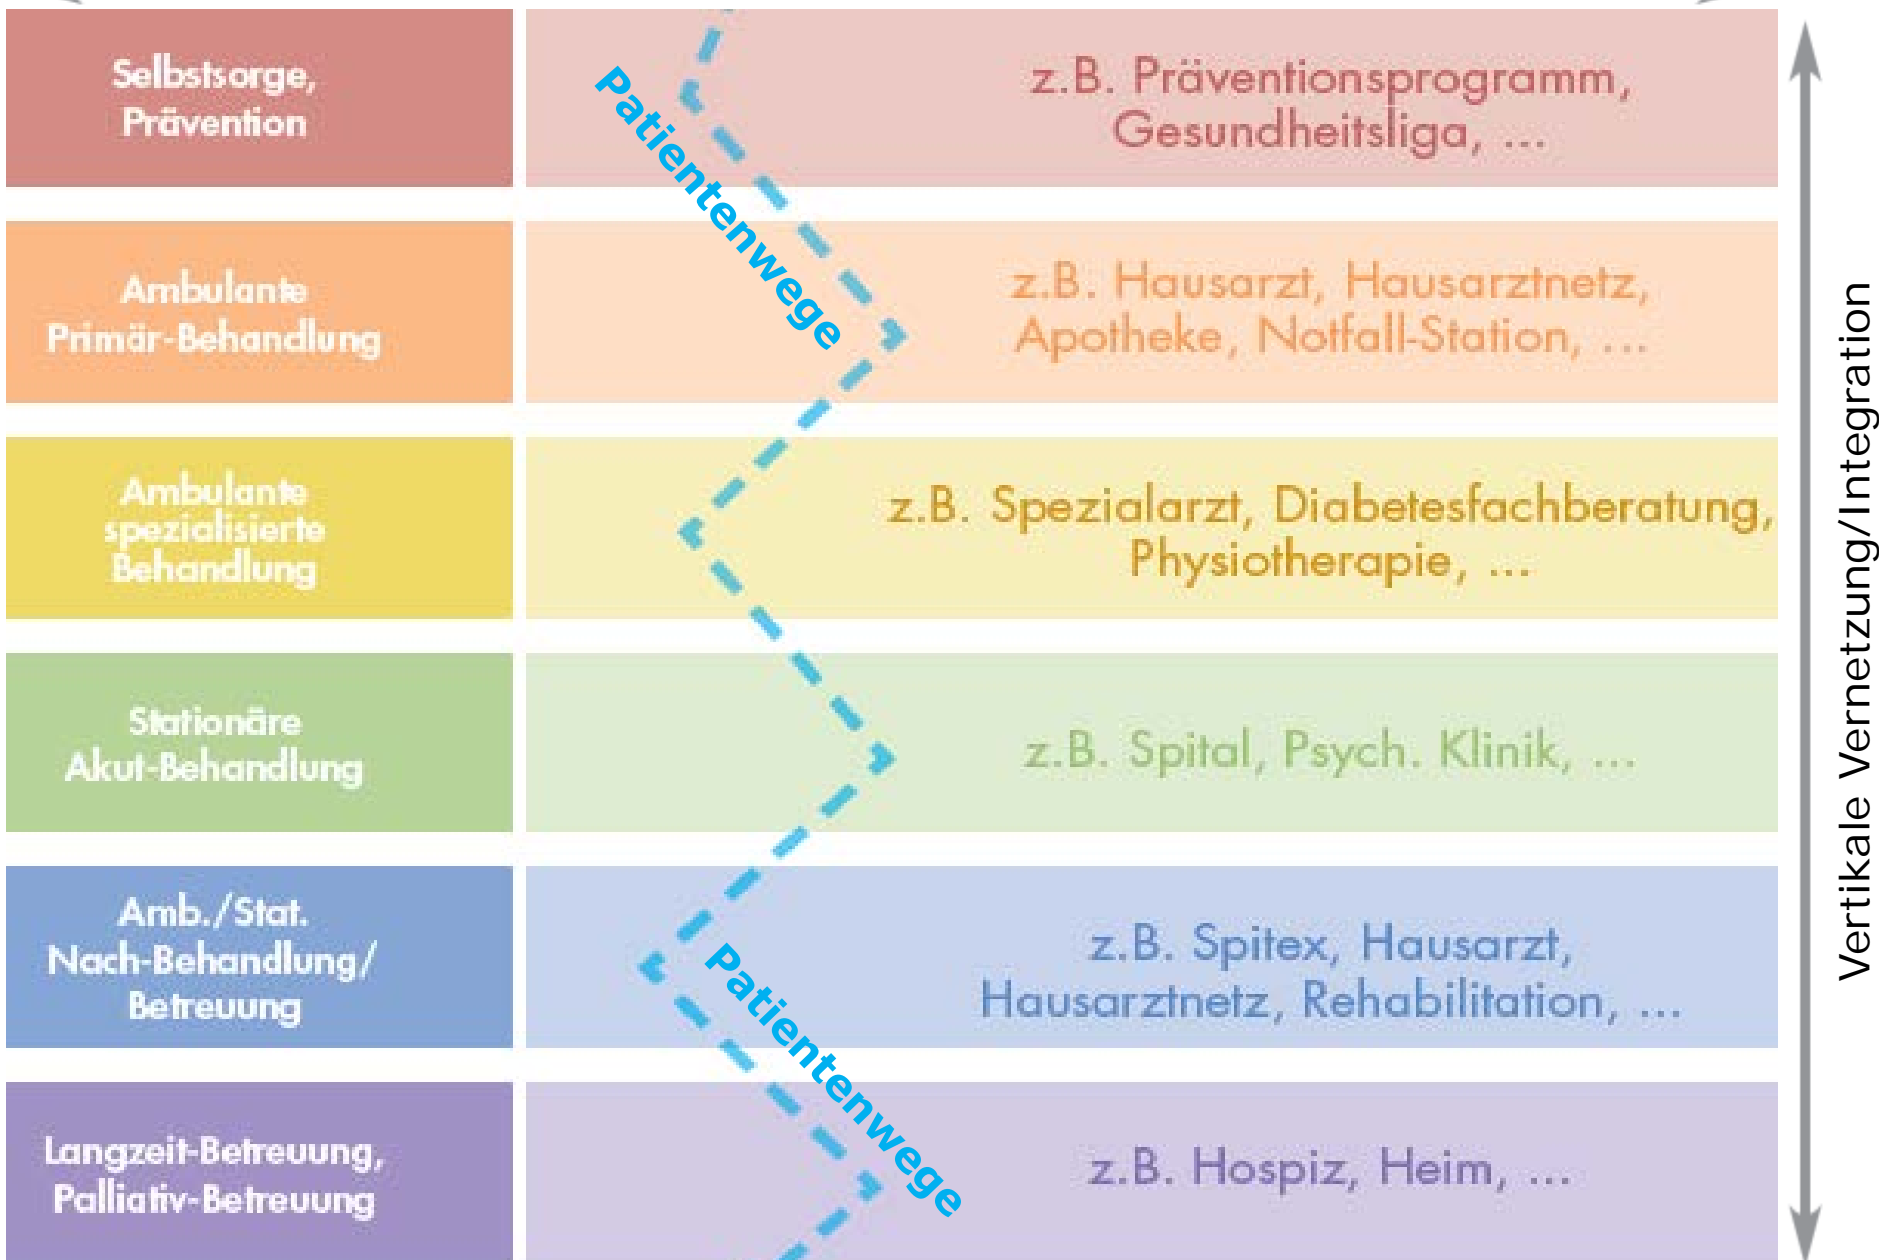 Selbstsorge,
Prävention
z.B. Präventionsprogramm,
Gesundheitsliga, ...
Patientenwege
Ambulante
Primär-Behandlung
z.B. Hausarzt, Hausarztnetz,
Apotheke, Notfall-Station, ...
Ambulante
spezialisierte
Behandlung
z.B. Spezialarzt, Diabetesfachberatung,
Physiotherapie, ...
Stationäre
Akut-Behandlung
z.B. Spital, Psych. Klinik, ...
Amb./Stat.
Nach-Behandlung/
Betreuung
z.B. Spitex, Hausarzt,
Hausarztnetz, Rehabilitation, ...
Patientenwege
Langzeit-Betreuung,
Palliativ-Betreuung
z.B. Hospiz, Heim, ...
Vertikale Vernetzung/Integration